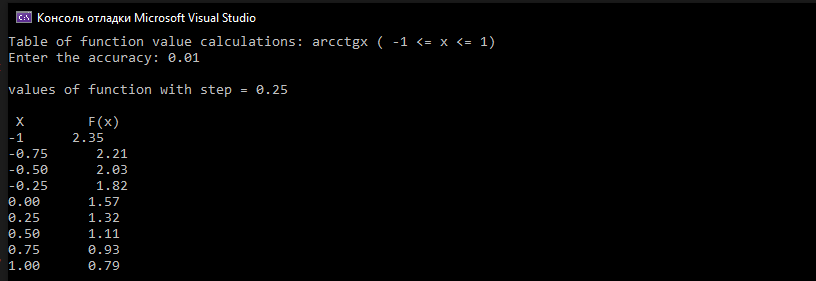 Консоль отладки Microsoft Visual Studio
Table of function value calculations: arcctgx ( -1 <= x <= 1)
Enter the accuracy: 0.01
values of function with step = 0.25
X F(x)
-1 2.35
-0.75 2.21
-0.50 2.03
-0.25 1.82
0.00 1.57
0.25 1.32
0.50 1.11
0.75 0.93
1.00 0.79